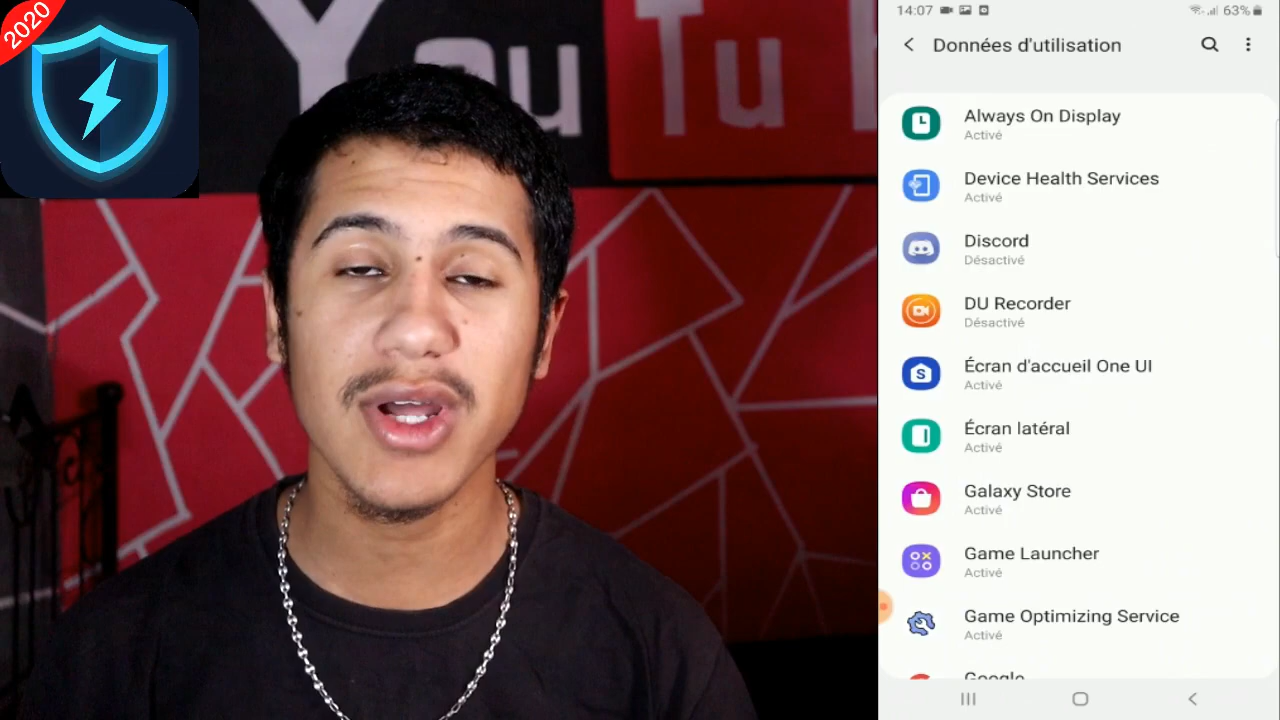 2020
YouTu
14:07
63%
Données d'utilisation
Always On Display
Activé
Device Health Services
Activé
Discord
Désactivé
DU Recorder
Désactivé
Écran d'accueil One UI
Activé
Écran latéral
Activé
Galaxy Store
Activé
Game Launcher
Activé
Game Optimizing Service
Activé
Google